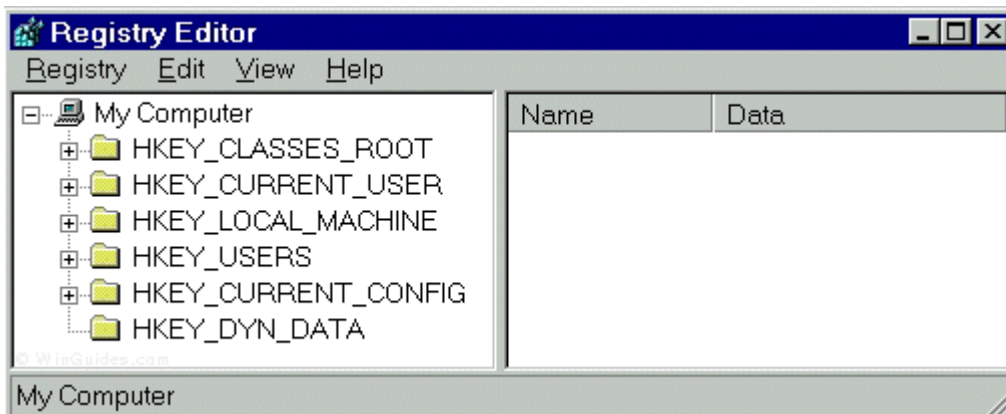 Registry Editor
Registry Edit View Help
My Computer
HKEY_CLASSES_ROOT
HKEY_CURRENT_USER
HKEY_LOCAL_MACHINE
HKEY_USERS
HKEY_CURRENT_CONFIG
HKEY_DYN_DATA
© WinGuides.com
Name Data
My Computer